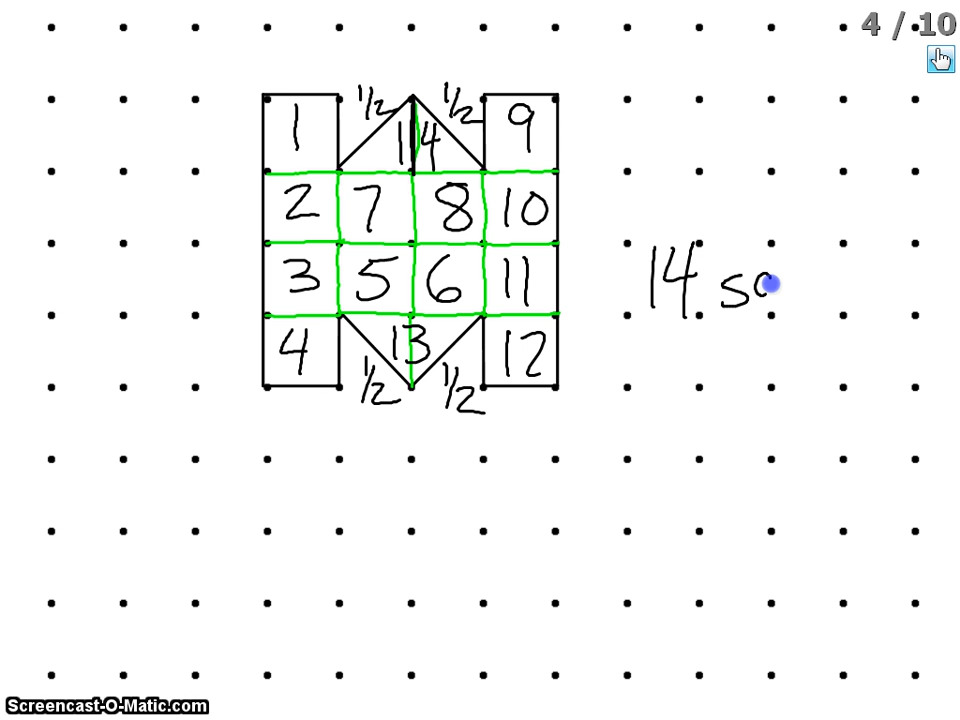 4 / 10
1/2 1/2
1 14 9
2 7 8 10
3 5 6 11
14 sq
4 13 12
1/2 1/2
Screencast-O-Matic.com